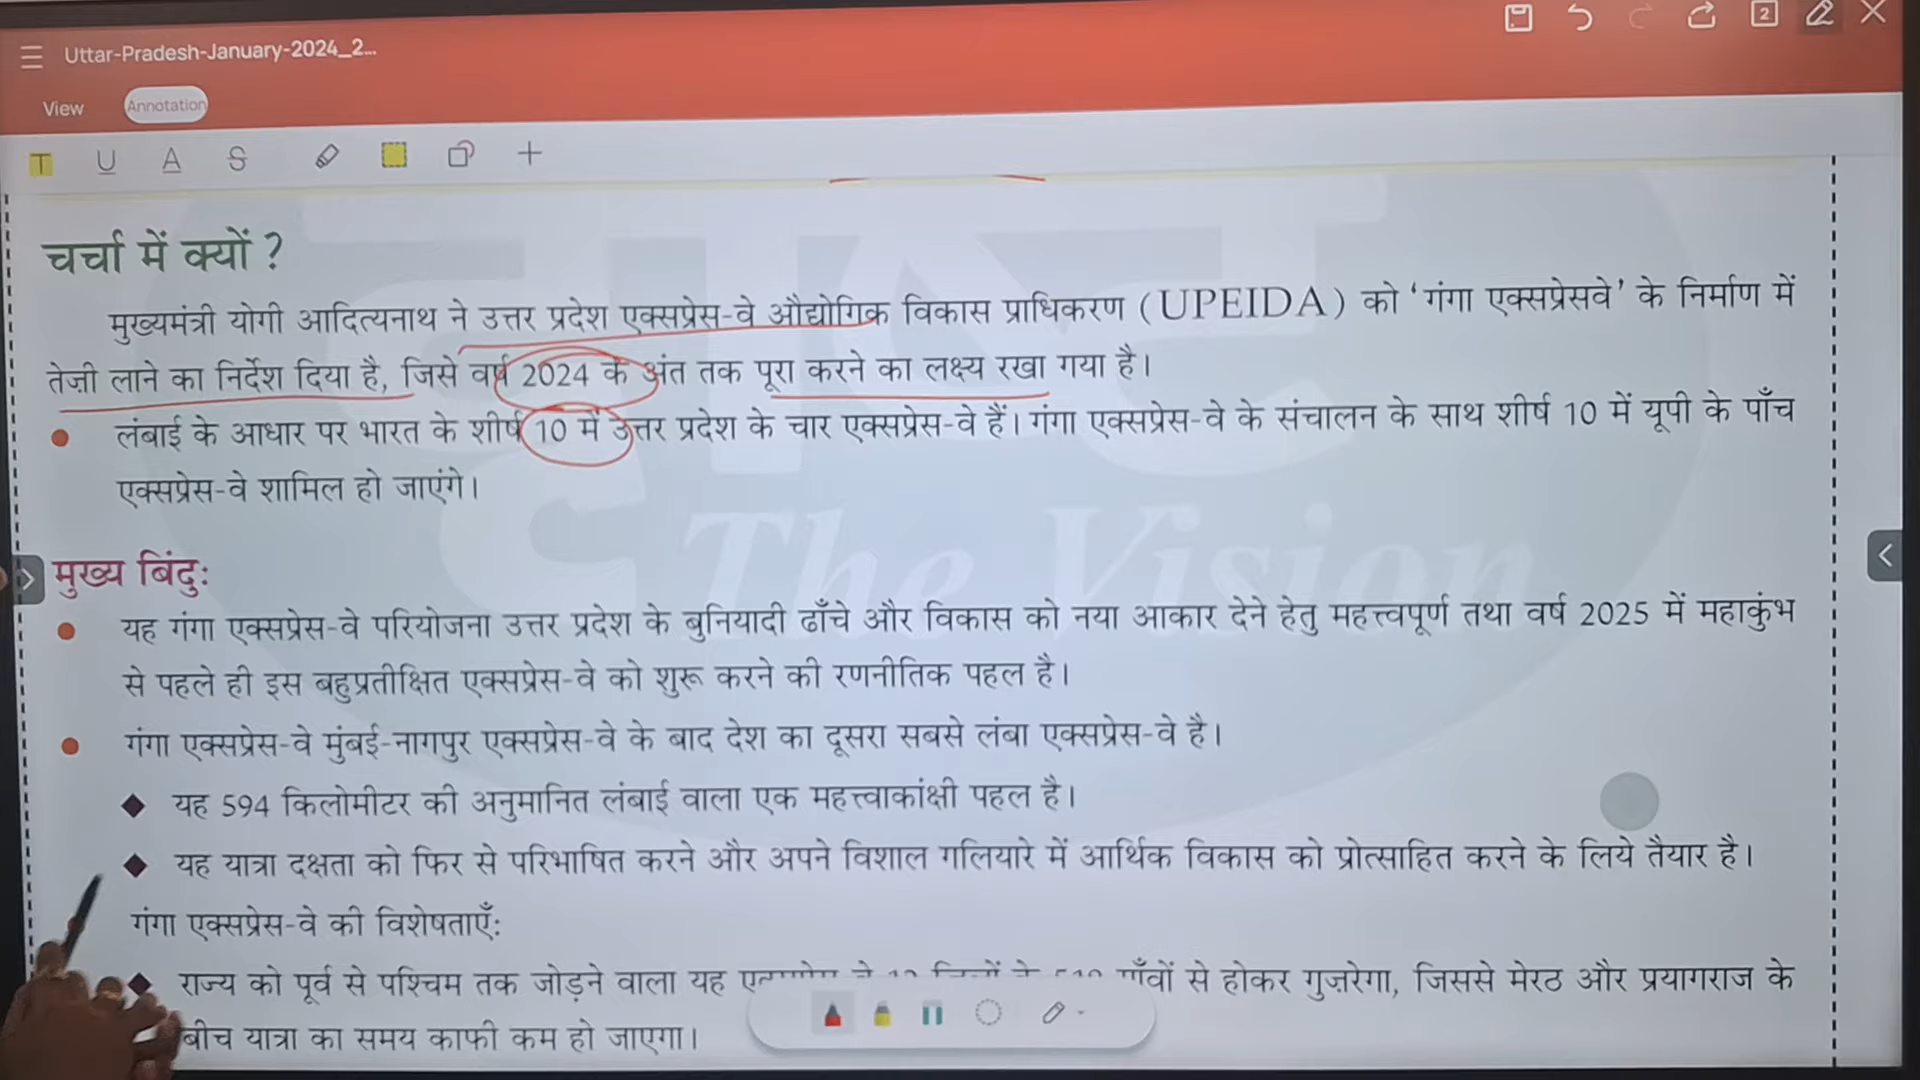 Uttar-Pradesh-January-2024_2...
2
View
Annotation
T U A S
चर्चा में क्यों ?
मुख्यमंत्री योगी आदित्यनाथ ने उत्तर प्रदेश एक्सप्रेस-वे औद्योगिक विकास प्राधिकरण (UPEIDA) को 'गंगा एक्सप्रेसवे' के निर्माण में
तेज़ी लाने का निर्देश दिया है, जिसे वर्ष 2024 के अंत तक पूरा करने का लक्ष्य रखा गया है।
लंबाई के आधार पर भारत के शीर्ष 10 में उत्तर प्रदेश के चार एक्सप्रेस-वे हैं। गंगा एक्सप्रेस-वे के संचालन के साथ शीर्ष 10 में यूपी के पाँच
एक्सप्रेस-वे शामिल हो जाएंगे।
The Vision
मुख्य बिंदु:
यह गंगा एक्सप्रेस-वे परियोजना उत्तर प्रदेश के बुनियादी ढाँचे और विकास को नया आकार देने हेतु महत्त्वपूर्ण तथा वर्ष 2025 में महाकुंभ
से पहले ही इस बहुप्रतीक्षित एक्सप्रेस-वे को शुरू करने की रणनीतिक पहल है।
गंगा एक्सप्रेस-वे मुंबई-नागपुर एक्सप्रेस-वे के बाद देश का दूसरा सबसे लंबा एक्सप्रेस-वे है।
यह 594 किलोमीटर की अनुमानित लंबाई वाला एक महत्त्वाकांक्षी पहल है।
यह यात्रा दक्षता को फिर से परिभाषित करने और अपने विशाल गलियारे में आर्थिक विकास को प्रोत्साहित करने के लिये तैयार है।
गंगा एक्सप्रेस-वे की विशेषताएँ:
राज्य को पूर्व से पश्चिम तक जोड़ने वाला यह से होकर गुज़रेगा, जिससे मेरठ और प्रयागराज के
बीच यात्रा का समय काफी कम हो जाएगा।